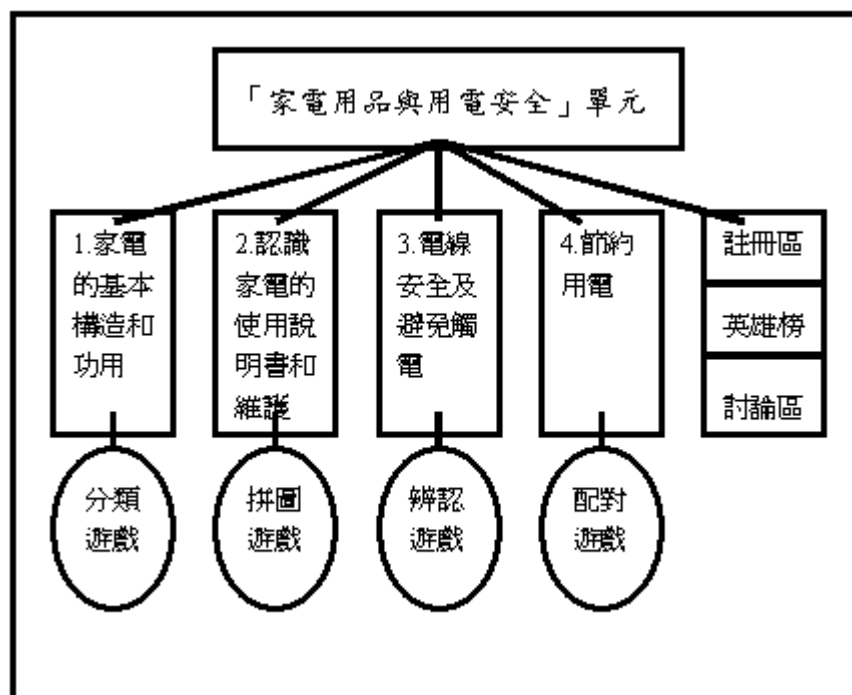 「家電用品與用電安全」單元
1.家電
的基本
構造和
功用
2.認識
家電的
使用說
明書和
維護
3.電線
安全及
避免觸
電
4.節約
用電
註冊區
英雄榜
討論區
分類
遊戲
拼圖
遊戲
辨認
遊戲
配對
遊戲